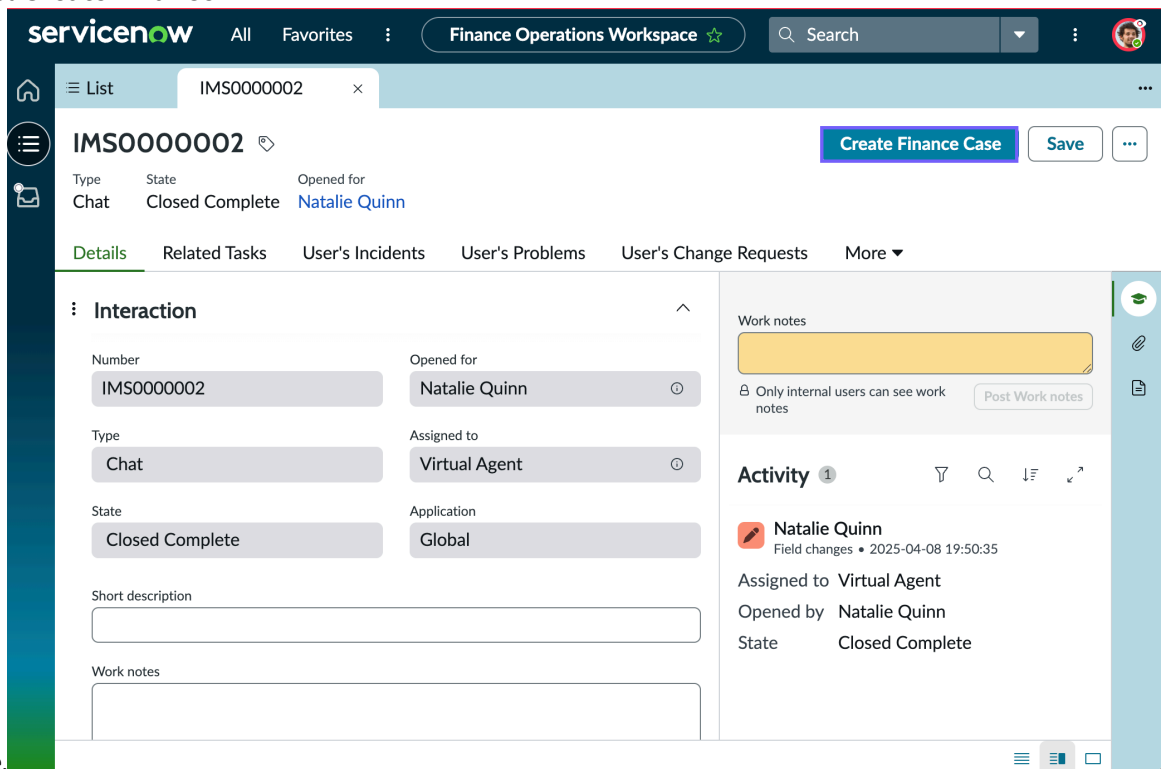 servicenow All Favorites Finance Operations Workspace Search
List IMS0000002
IMS0000002 Create Finance Case Save
Type State Opened for
Chat Closed Complete Natalie Quinn
Details Related Tasks User's Incidents User's Problems User's Change Requests More
Interaction
Number Opened for
IMS0000002 Natalie Quinn
Type Assigned to
Chat Virtual Agent
State Application
Closed Complete Global
Short description
Work notes
Work notes
Only internal users can see work
notes
Post Work notes
Activity 1
Natalie Quinn
Field changes • 2025-04-08 19:50:35
Assigned to Virtual Agent
Opened by Natalie Quinn
State Closed Complete